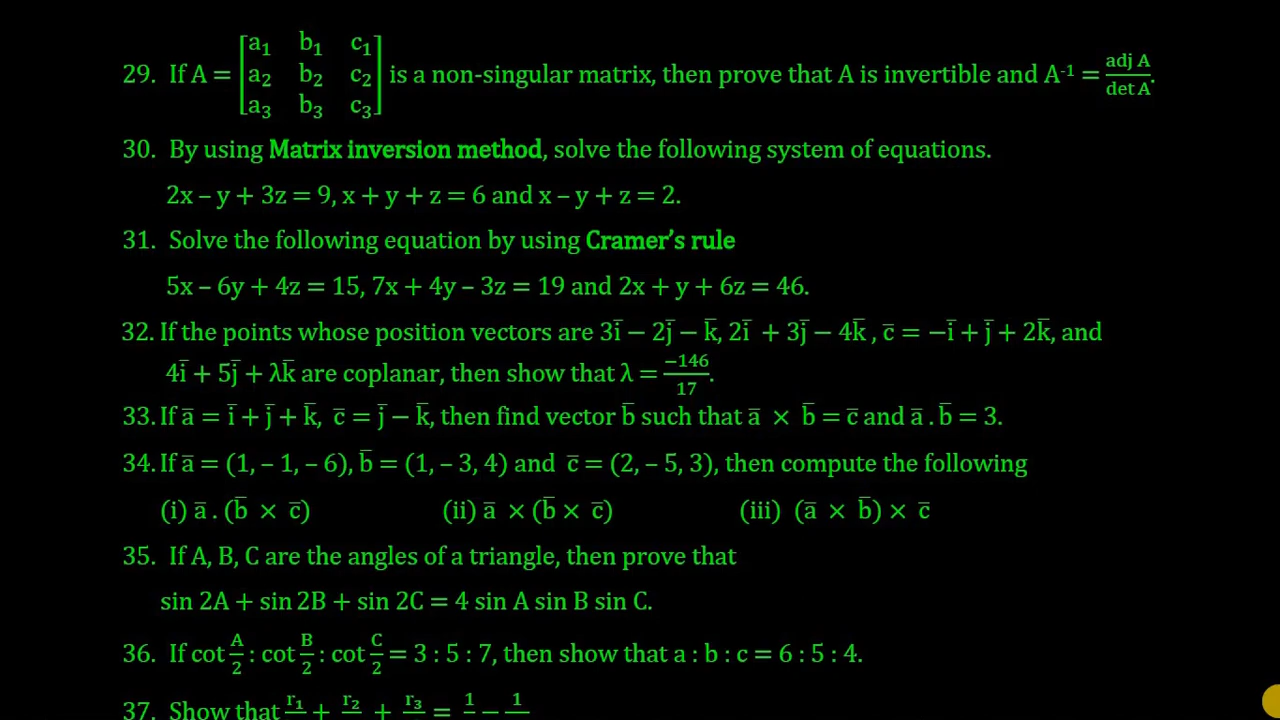 29. If A = [a₁ b₁ c₁
a₂ b₂ c₂
a₃ b₃ c₃] is a non-singular matrix, then prove that A is invertible and A⁻¹ = adj A / det A.
30. By using Matrix inversion method, solve the following system of equations.
2x – y + 3z = 9, x + y + z = 6 and x – y + z = 2.
31. Solve the following equation by using Cramer's rule
5x – 6y + 4z = 15, 7x + 4y – 3z = 19 and 2x + y + 6z = 46.
32. If the points whose position vectors are 3i̅ − 2j̅ − k̅, 2i̅ + 3j̅ − 4k̅ , c̅ = −i̅ + j̅ + 2k̅, and
4i̅ + 5j̅ + λk̅ are coplanar, then show that λ = −146/17.
33. If a̅ = i̅ + j̅ + k̅, c̅ = j̅ − k̅, then find vector b̅ such that a̅ × b̅ = c̅ and a̅ . b̅ = 3.
34. If a̅ = (1, – 1, – 6), b̅ = (1, – 3, 4) and c̅ = (2, – 5, 3), then compute the following
(i) a̅ . (b̅ × c̅) (ii) a̅ × (b̅ × c̅) (iii) (a̅ × b̅) × c̅
35. If A, B, C are the angles of a triangle, then prove that
sin 2A + sin 2B + sin 2C = 4 sin A sin B sin C.
36. If cot A/2 : cot B/2 : cot C/2 = 3 : 5 : 7, then show that a : b : c = 6 : 5 : 4.
37. Show that r₁ + r₂ + r₃ = 1 − 1